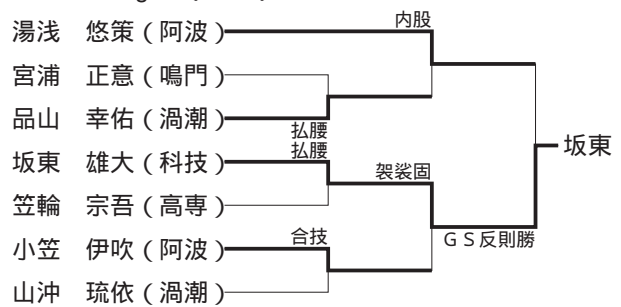 湯浅　悠策（阿波）
内股
宮浦　正意（鳴門）
品山　幸佑（渦潮）
払腰
払腰
坂東　雄大（科技）
袈裟固
坂東
笠輪　宗吾（高専）
小笠　伊吹（阿波）
合技
ＧＳ反則勝
山沖　琉依（渦潮）